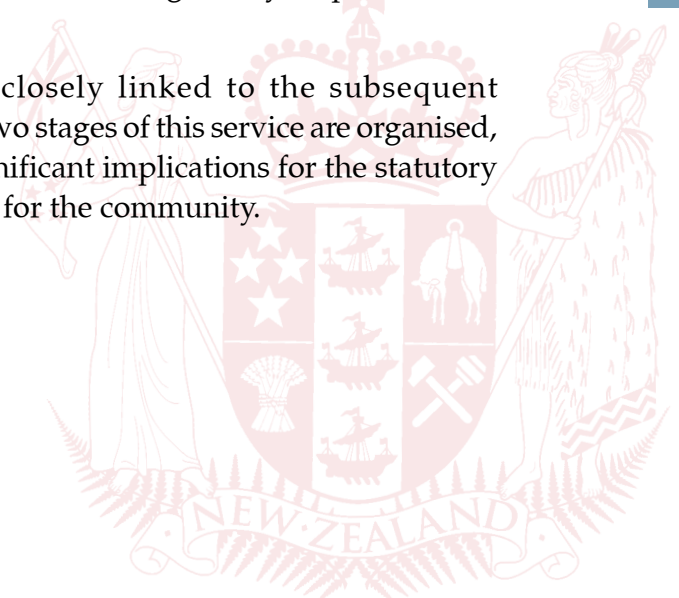 closely linked to the subsequent
wo stages of this service are organised,
nificant implications for the statutory
for the community.
NEW·ZEALAND